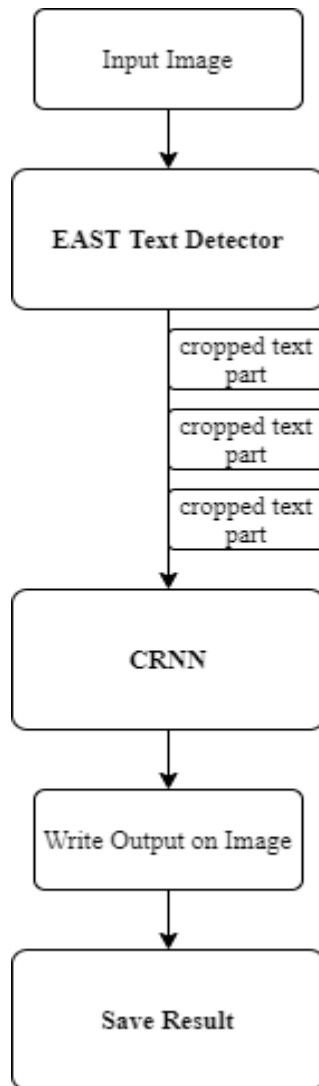 Input Image
EAST Text Detector
cropped text
part
cropped text
part
cropped text
part
CRNN
Write Output on Image
Save Result